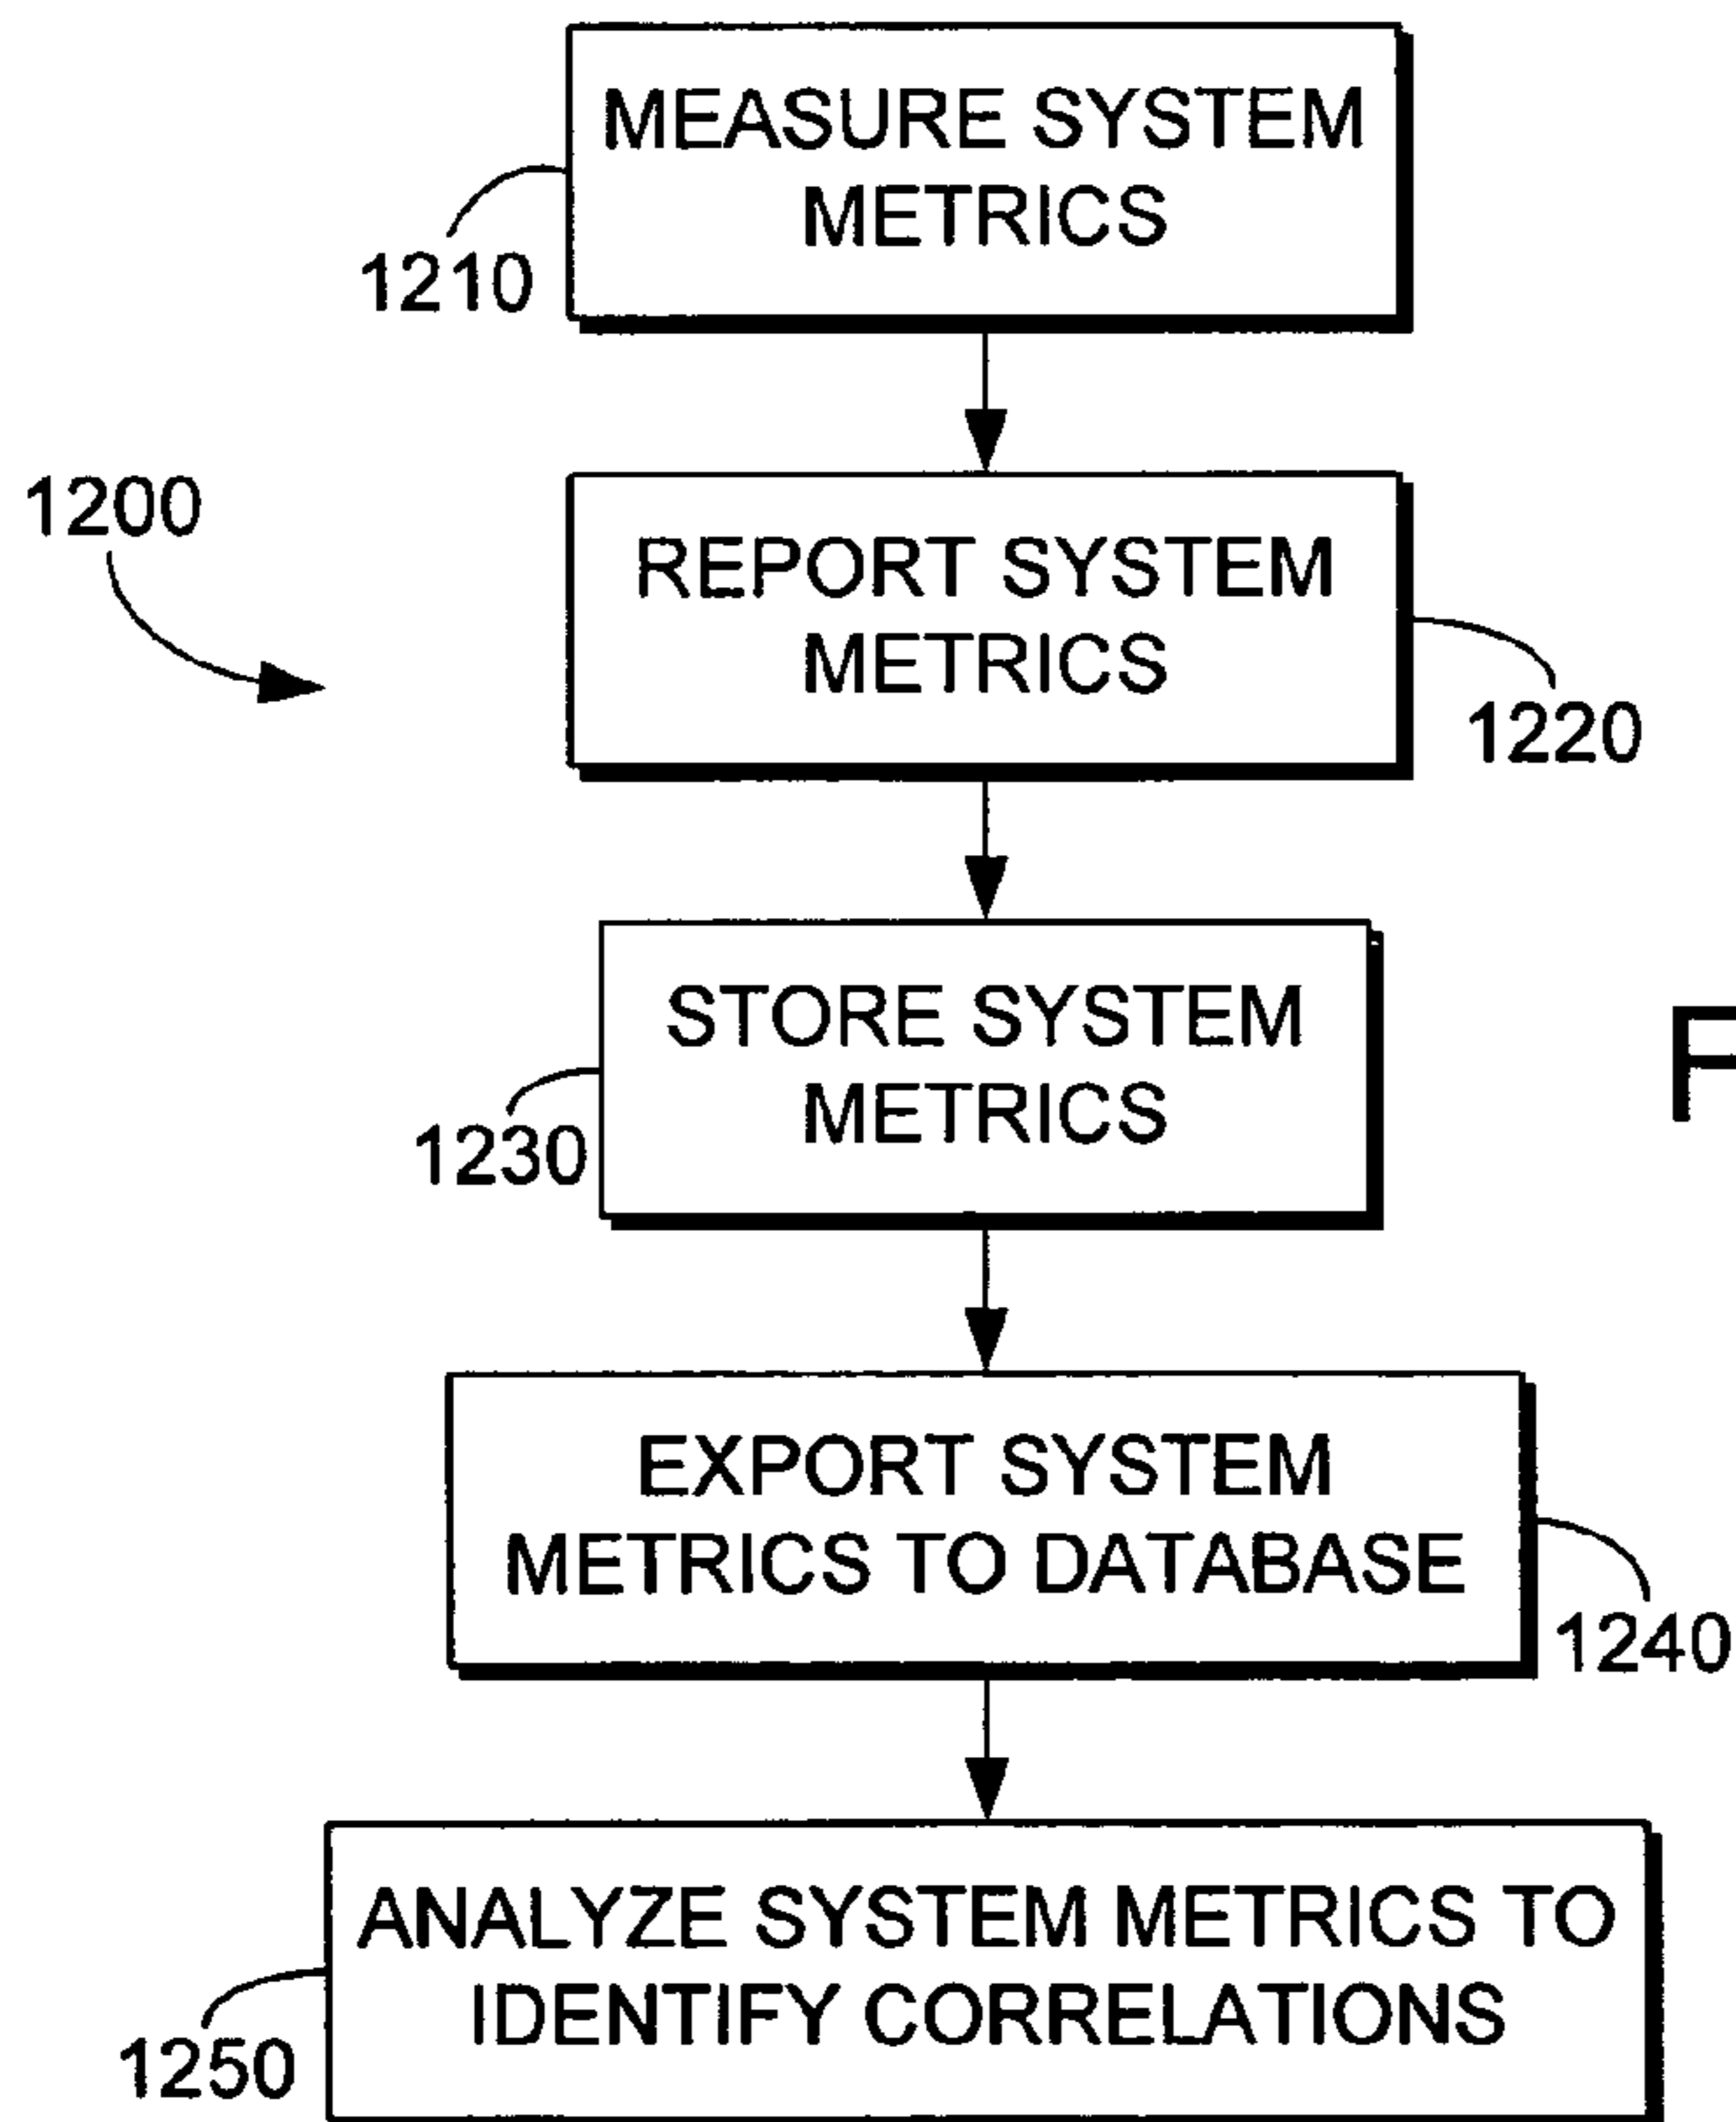 MEASURE SYSTEM
METRICS
1210
1200
REPORT SYSTEM
METRICS
1220
STORE SYSTEM
METRICS
1230
F
EXPORT SYSTEM
METRICS TO DATABASE
1240
ANALYZE SYSTEM METRICS TO
IDENTIFY CORRELATIONS
1250